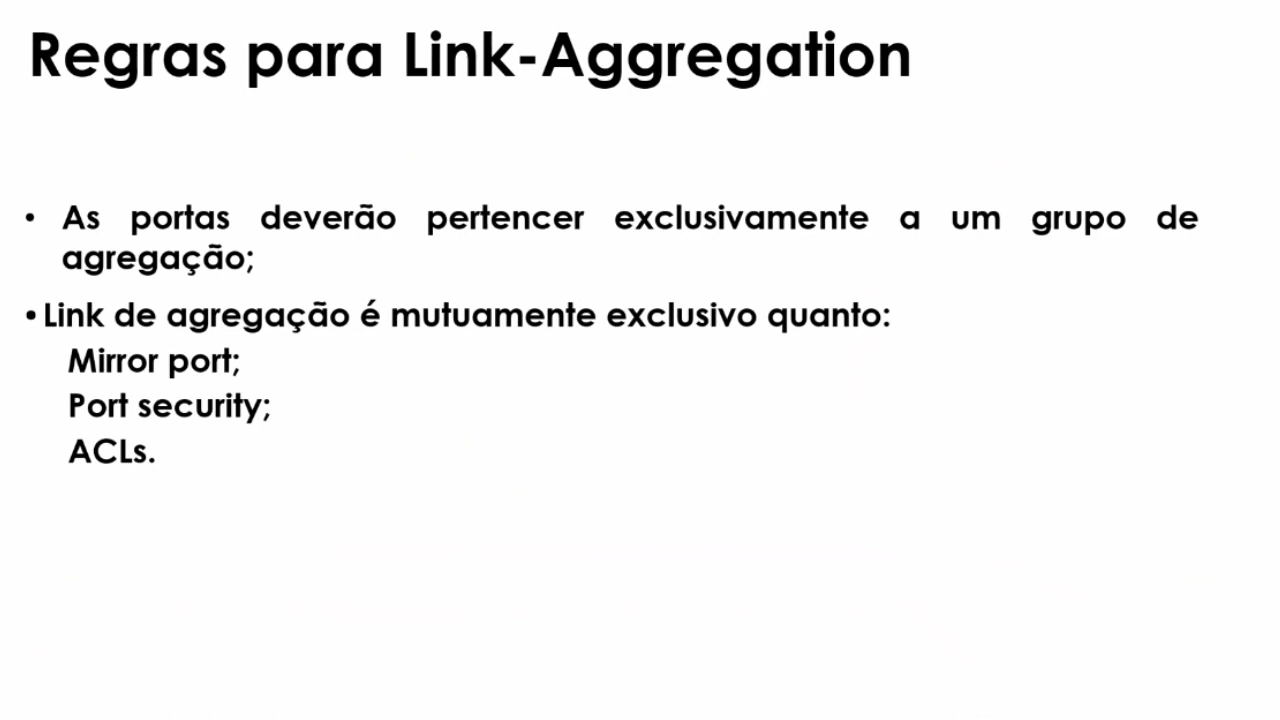 Regras para Link-Aggregation
• As portas deverão pertencer exclusivamente a um grupo de
agregação;
• Link de agregação é mutuamente exclusivo quanto:
Mirror port;
Port security;
ACLs.